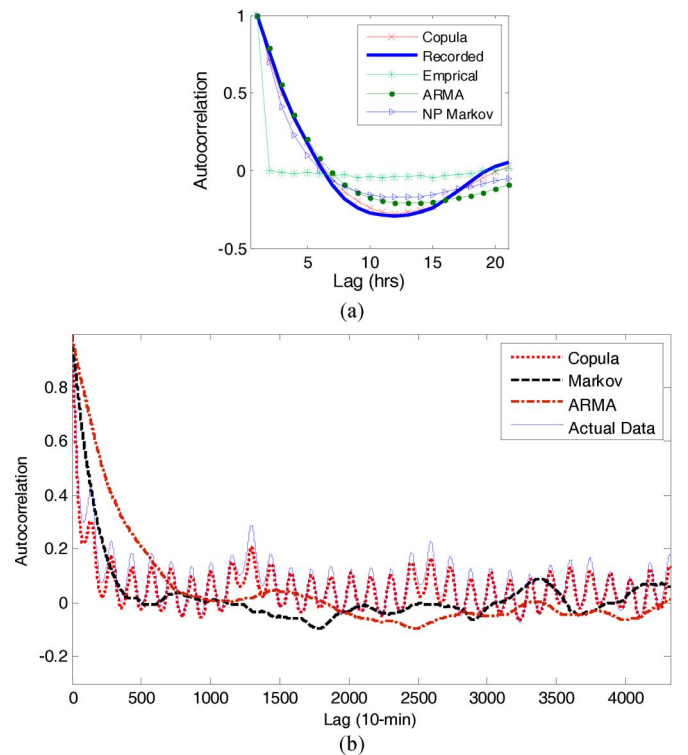 1
0.5
0
-0.5
Autocorrelation
Copula
Recorded
Emprical
ARMA
NP Markov
5 10 15 20
Lag (hrs)
(a)
0.8
0.6
0.4
0.2
0
-0.2
Autocorrelation
Copula
Markov
ARMA
Actual Data
0 500 1000 1500 2000 2500 3000 3500 4000
Lag (10-min)
(b)